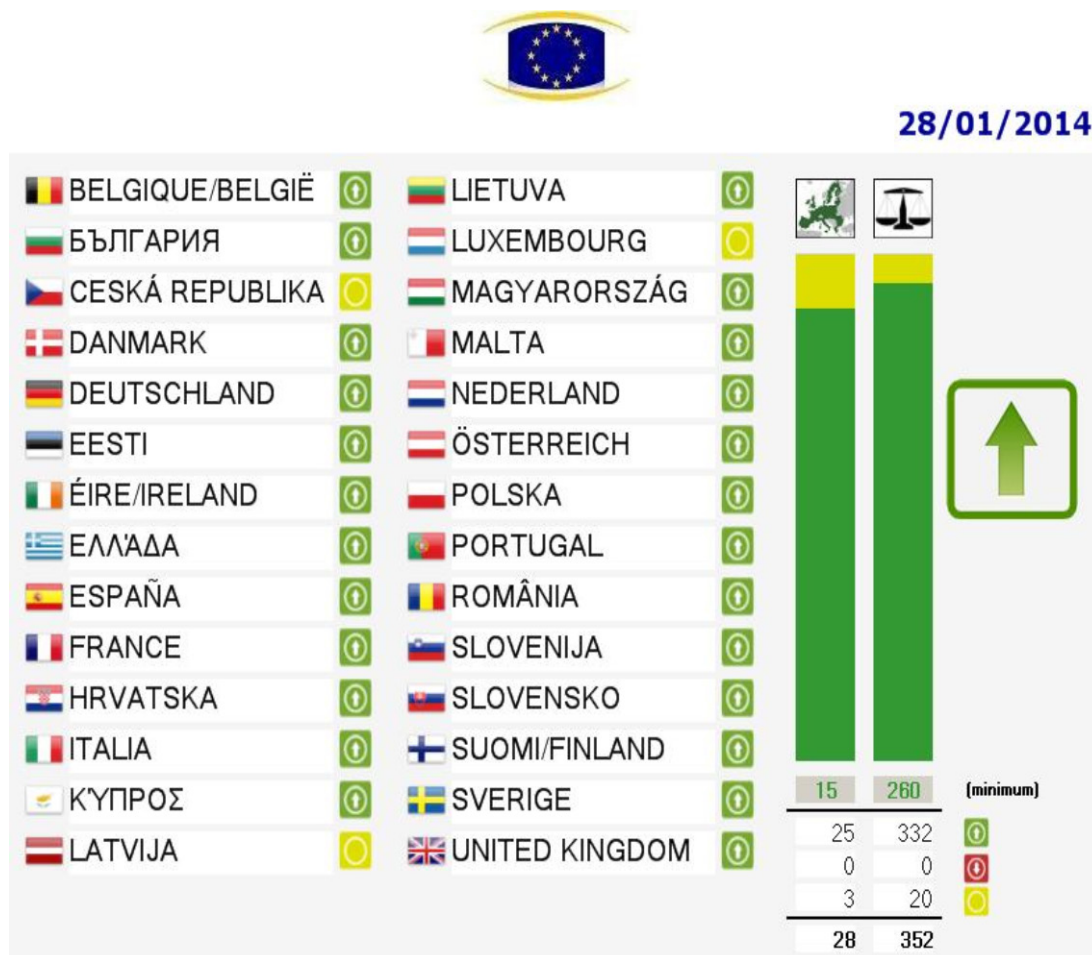 28/01/2014
BELGIQUE/BELGIË
БЪЛГАРИЯ
CESKÁ REPUBLIKA
DANMARK
DEUTSCHLAND
EESTI
ÉIRE/IRELAND
ΕΛΛΆΔΑ
ESPAÑA
FRANCE
HRVATSKA
ITALIA
ΚΎΠΡΟΣ
LATVIJA
LIETUVA
LUXEMBOURG
MAGYARORSZÁG
MALTA
NEDERLAND
ÖSTERREICH
POLSKA
PORTUGAL
ROMÂNIA
SLOVENIJA
SLOVENSKO
SUOMI/FINLAND
SVERIGE
UNITED KINGDOM
15 260 (minimum)
25 332
0 0
3 20
28 352